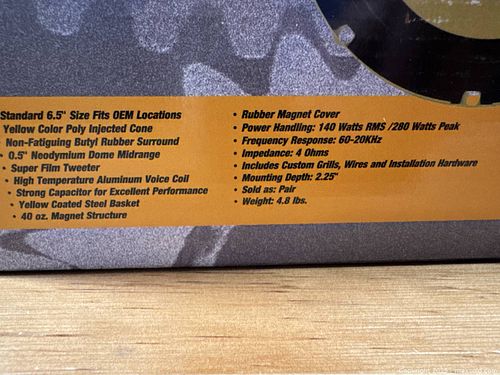 Standard 6.5" Size Fits OEM Locations
Yellow Color Poly Injected Cone
Non-Fatiguing Butyl Rubber Surround
• 0.5" Neodymium Dome Midrange
• Super Film Tweeter
• High Temperature Aluminum Voice Coil
• Strong Capacitor for Excellent Performance
• Yellow Coated Steel Basket
• 40 oz. Magnet Structure
• Rubber Magnet Cover
• Power Handling: 140 Watts RMS /280 Watts Peak
• Frequency Response: 60-20KHz
• Impedance: 4 Ohms
• Includes Custom Grills, Wires and Installation Hardware
• Mounting Depth: 2.25"
• Sold as: Pair
• Weight: 4.8 lbs.